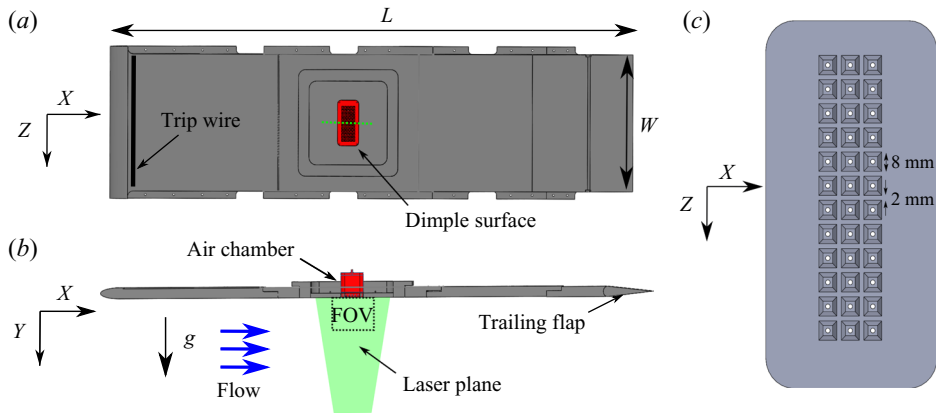 (a)
L
X
Z
Trip wire
W
Dimple surface
(b)
Air chamber
X
Y
g
Flow
FOV
Trailing flap
Laser plane
(c)
X
Z
8 mm
2 mm